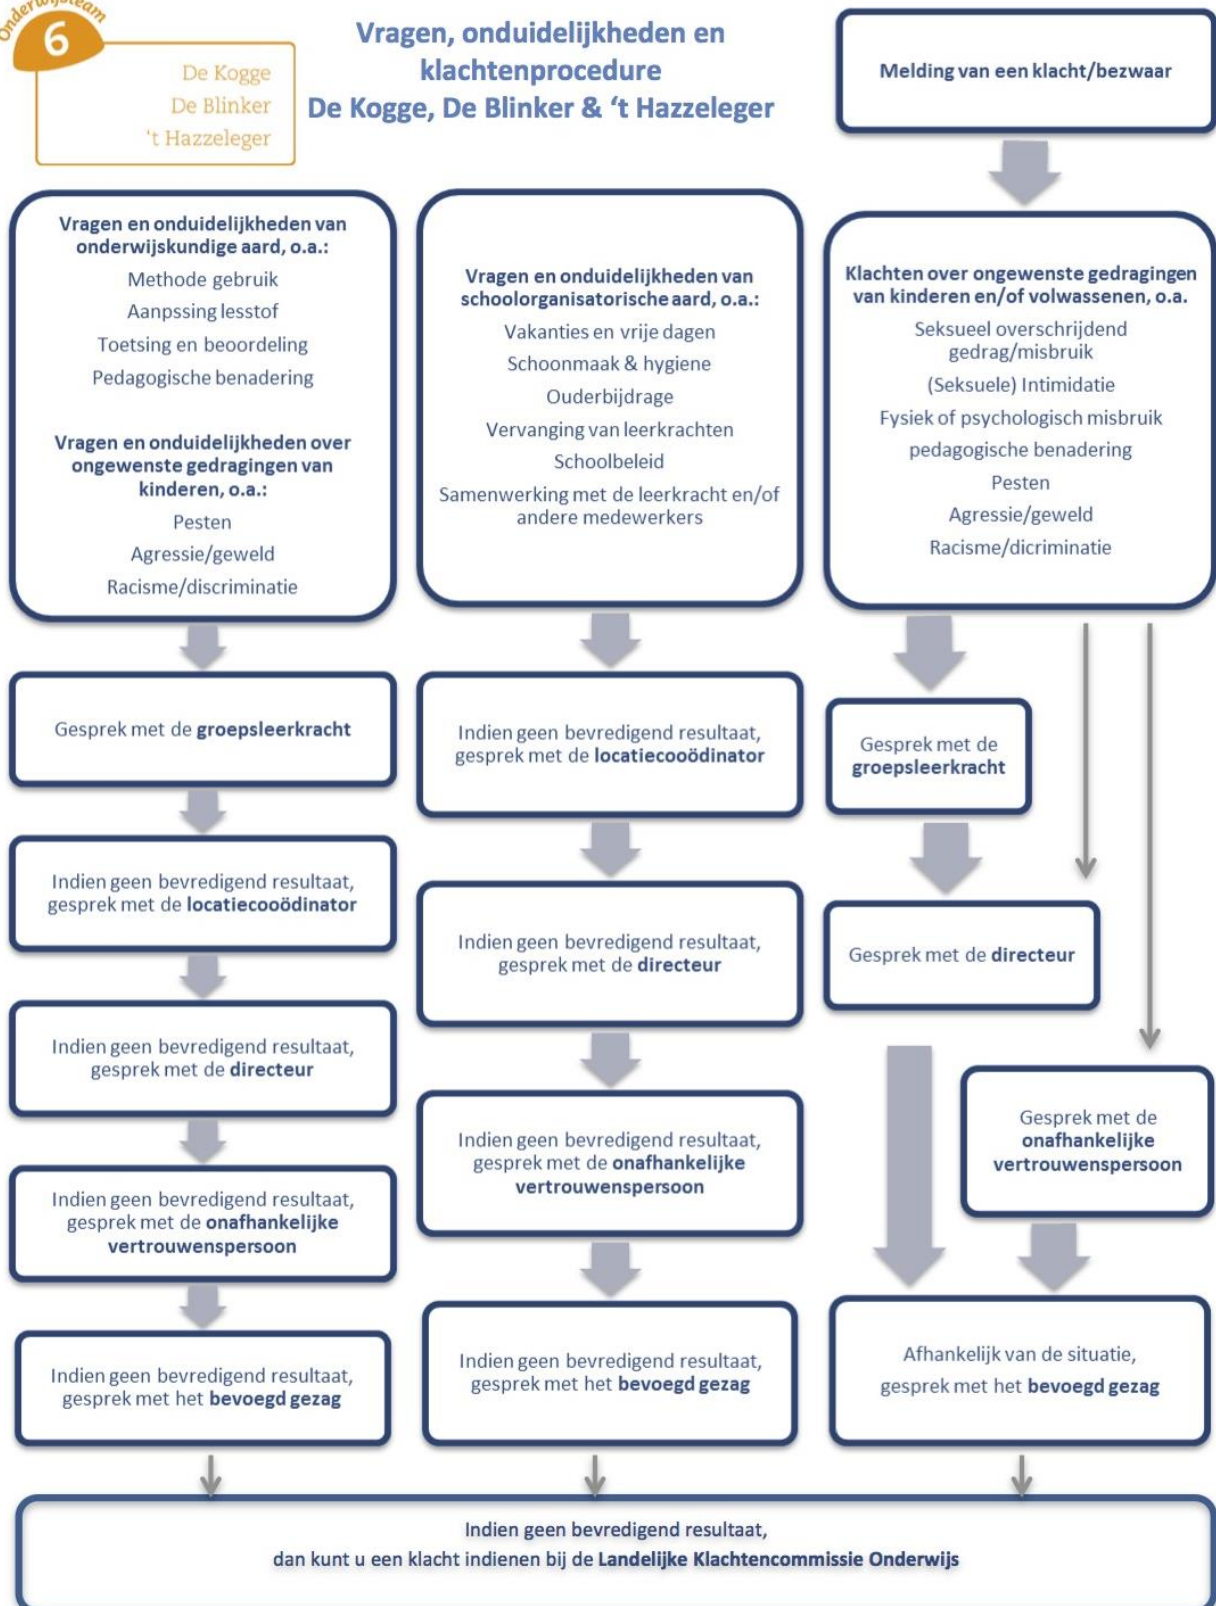 Onderwijsteam
6
De Kogge
De Blinker
't Hazzeleger
Vragen, onduidelijkheden en
klachtenprocedure
De Kogge, De Blinker & ‘t Hazzeleger
Melding van een klacht/bezwaar
Vragen en onduidelijkheden van
onderwijskundige aard, o.a.:
Methode gebruik
Aanpssing lesstof
Toetsing en beoordeling
Pedagogische benadering
Vragen en onduidelijkheden over
ongewenste gedragingen van
kinderen, o.a.:
Pesten
Agressie/geweld
Racisme/discriminatie
Gesprek met de groepsleerkracht
Indien geen bevredigend resultaat,
gesprek met de locatiecooödinator
Indien geen bevredigend resultaat,
gesprek met de directeur
Indien geen bevredigend resultaat,
gesprek met de onafhankelijke
vertrouwenspersoon
Indien geen bevredigend resultaat,
gesprek met het bevoegd gezag
Vragen en onduidelijkheden van
schoolorganisatorische aard, o.a.:
Vakanties en vrije dagen
Schoonmaak & hygiene
Ouderbijdrage
Vervanging van leerkrachten
Schoolbeleid
Samenwerking met de leerkracht en/of
andere medewerkers
Indien geen bevredigend resultaat,
gesprek met de locatiecooödinator
Indien geen bevredigend resultaat,
gesprek met de directeur
Indien geen bevredigend resultaat,
gesprek met de onafhankelijke
vertrouwenspersoon
Indien geen bevredigend resultaat,
gesprek met het bevoegd gezag
Klachten over ongewenste gedragingen
van kinderen en/of volwassenen, o.a.
Seksueel overschrijdend
gedrag/misbruik
(Seksuele) Intimidatie
Fysiek of psychologisch misbruik
pedagogische benadering
Pesten
Agressie/geweld
Racisme/dicriminatie
Gesprek met de
groepsleerkracht
Gesprek met de directeur
Gesprek met de
onafhankelijke
vertrouwenspersoon
Afhankelijk van de situatie,
gesprek met het bevoegd gezag
Indien geen bevredigend resultaat,
dan kunt u een klacht indienen bij de Landelijke Klachtencommissie Onderwijs